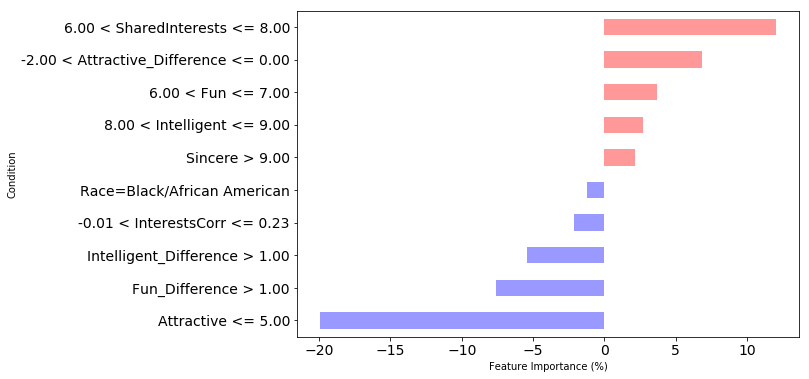 6.00 < SharedInterests <= 8.00
-2.00 < Attractive_Difference <= 0.00
6.00 < Fun <= 7.00
8.00 < Intelligent <= 9.00
Sincere > 9.00
Race=Black/African American
-0.01 < InterestsCorr <= 0.23
Intelligent_Difference > 1.00
Fun_Difference > 1.00
Attractive <= 5.00
Condition
−20 −15 −10 −5 0 5 10
Feature Importance (%)